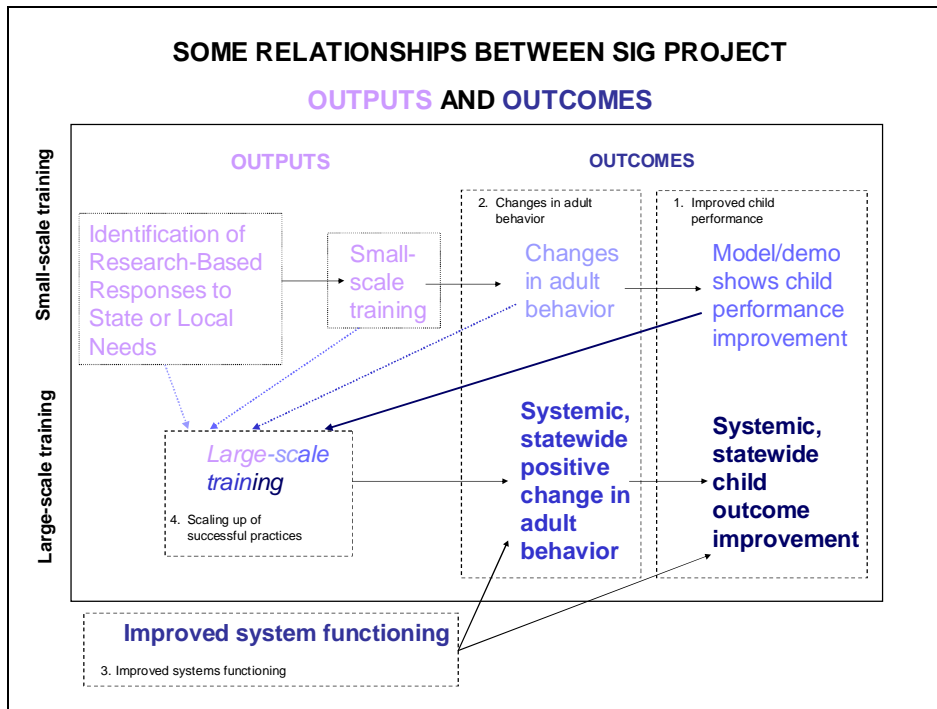 SOME RELATIONSHIPS BETWEEN SIG PROJECT
OUTPUTS AND OUTCOMES
Small-scale training
OUTPUTS
OUTCOMES
Identification of
Research-Based
Responses to
State or Local
Needs
Small-
scale
training
2. Changes in adult
behavior
Changes
in adult
behavior
1. Improved child
performance
Model/demo
shows child
performance
improvement
Large-scale training
Large-scale
training
4. Scaling up of
successful practices
Systemic,
statewide
positive
change in
adult
behavior
Systemic,
statewide
child
outcome
improvement
Improved system functioning
3. Improved systems functioning